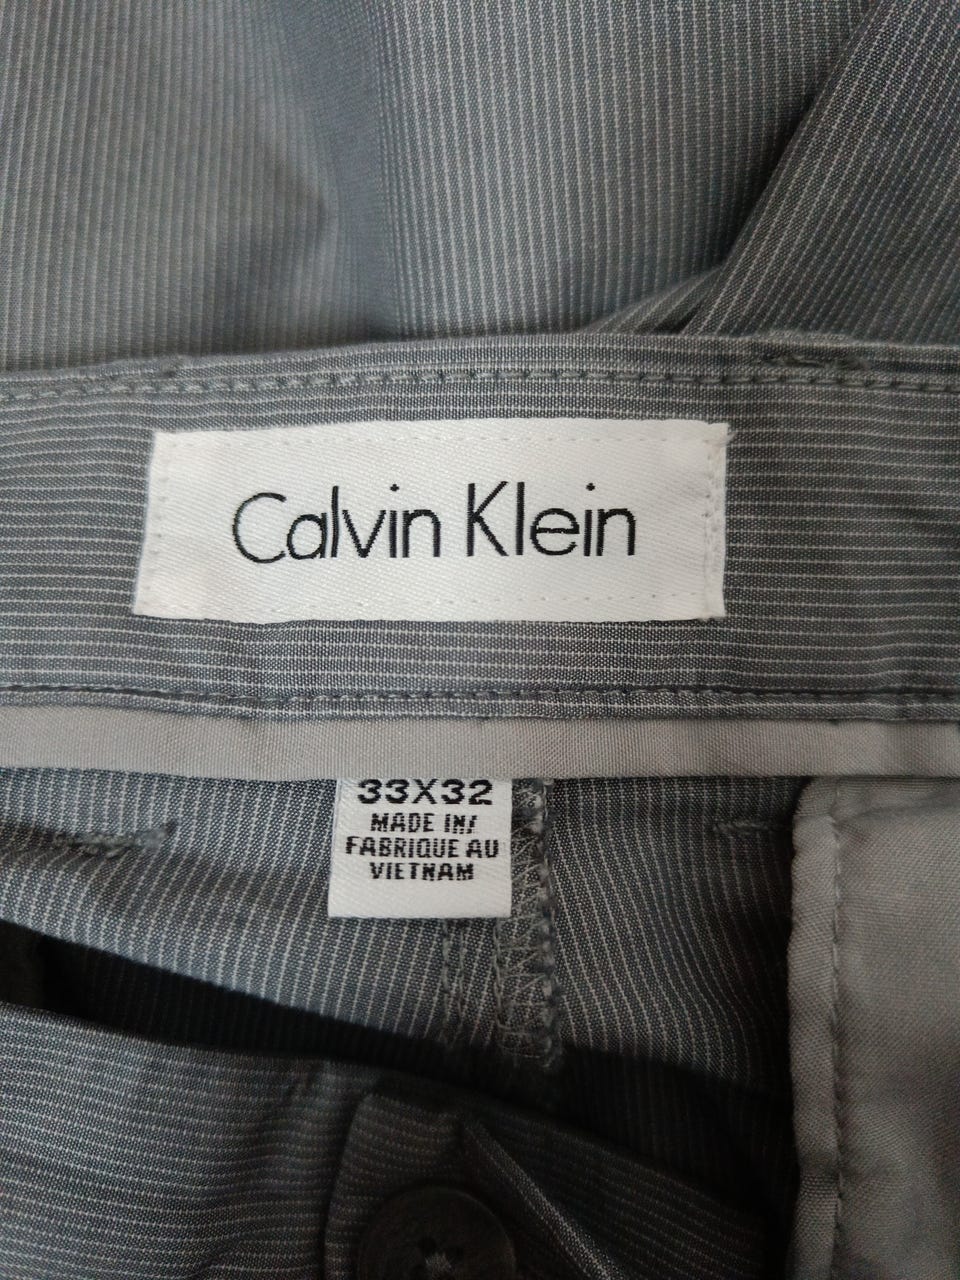 Calvin Klein
33X32
MADE IN/
FABRIQUE AU
VIETNAM